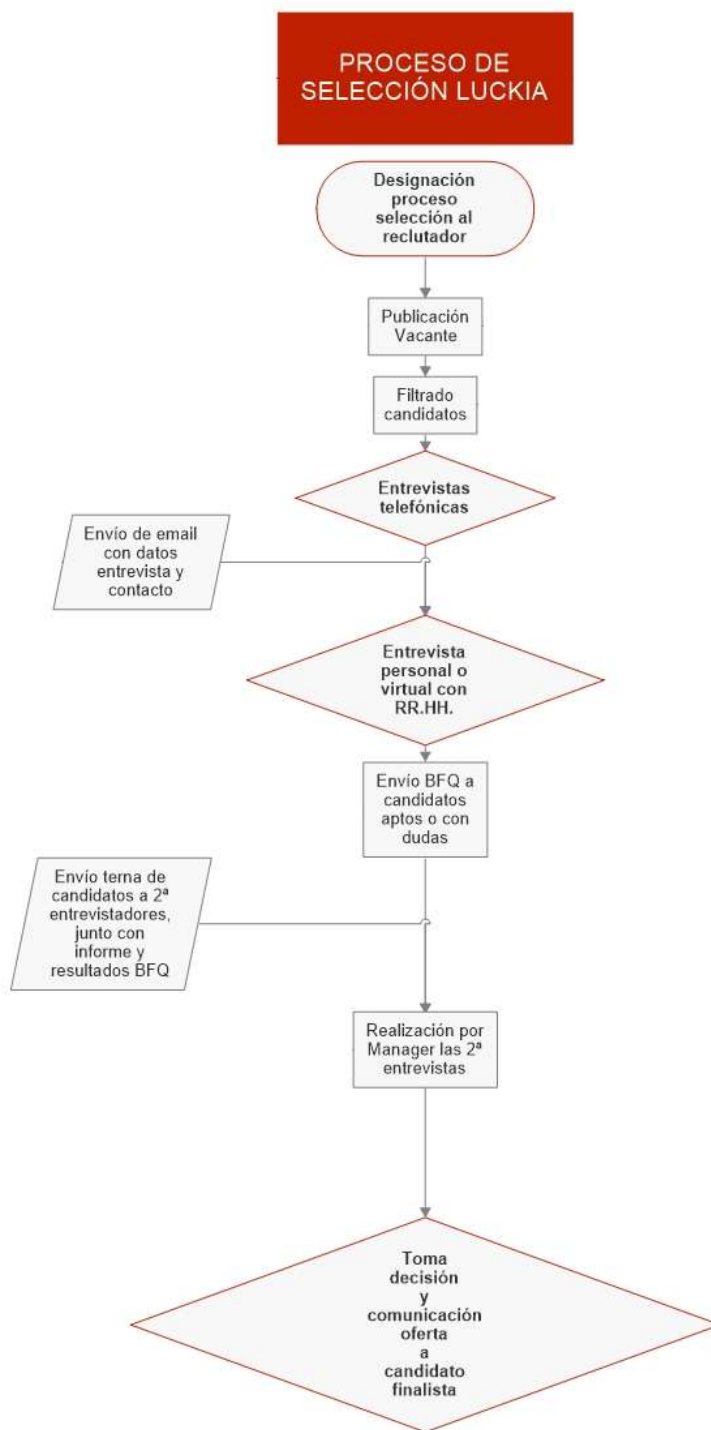 PROCESO DE
SELECCIÓN LUCKIA
Designación
proceso
selección al
reclutador
Publicación
Vacante
Filtrado
candidatos
Entrevistas
telefónicas
Envío de email
con datos
entrevista y
contacto
Entrevista
personal o
virtual con
RR.HH.
Envío BFQ a
candidatos
aptos o con
dudas
Envío terna de
candidatos a 2ª
entrevistadores,
junto con
informe y
resultados BFQ
Realización por
Manager las 2ª
entrevistas
Toma
decisión
y
comunicación
oferta
a
candidato
finalista